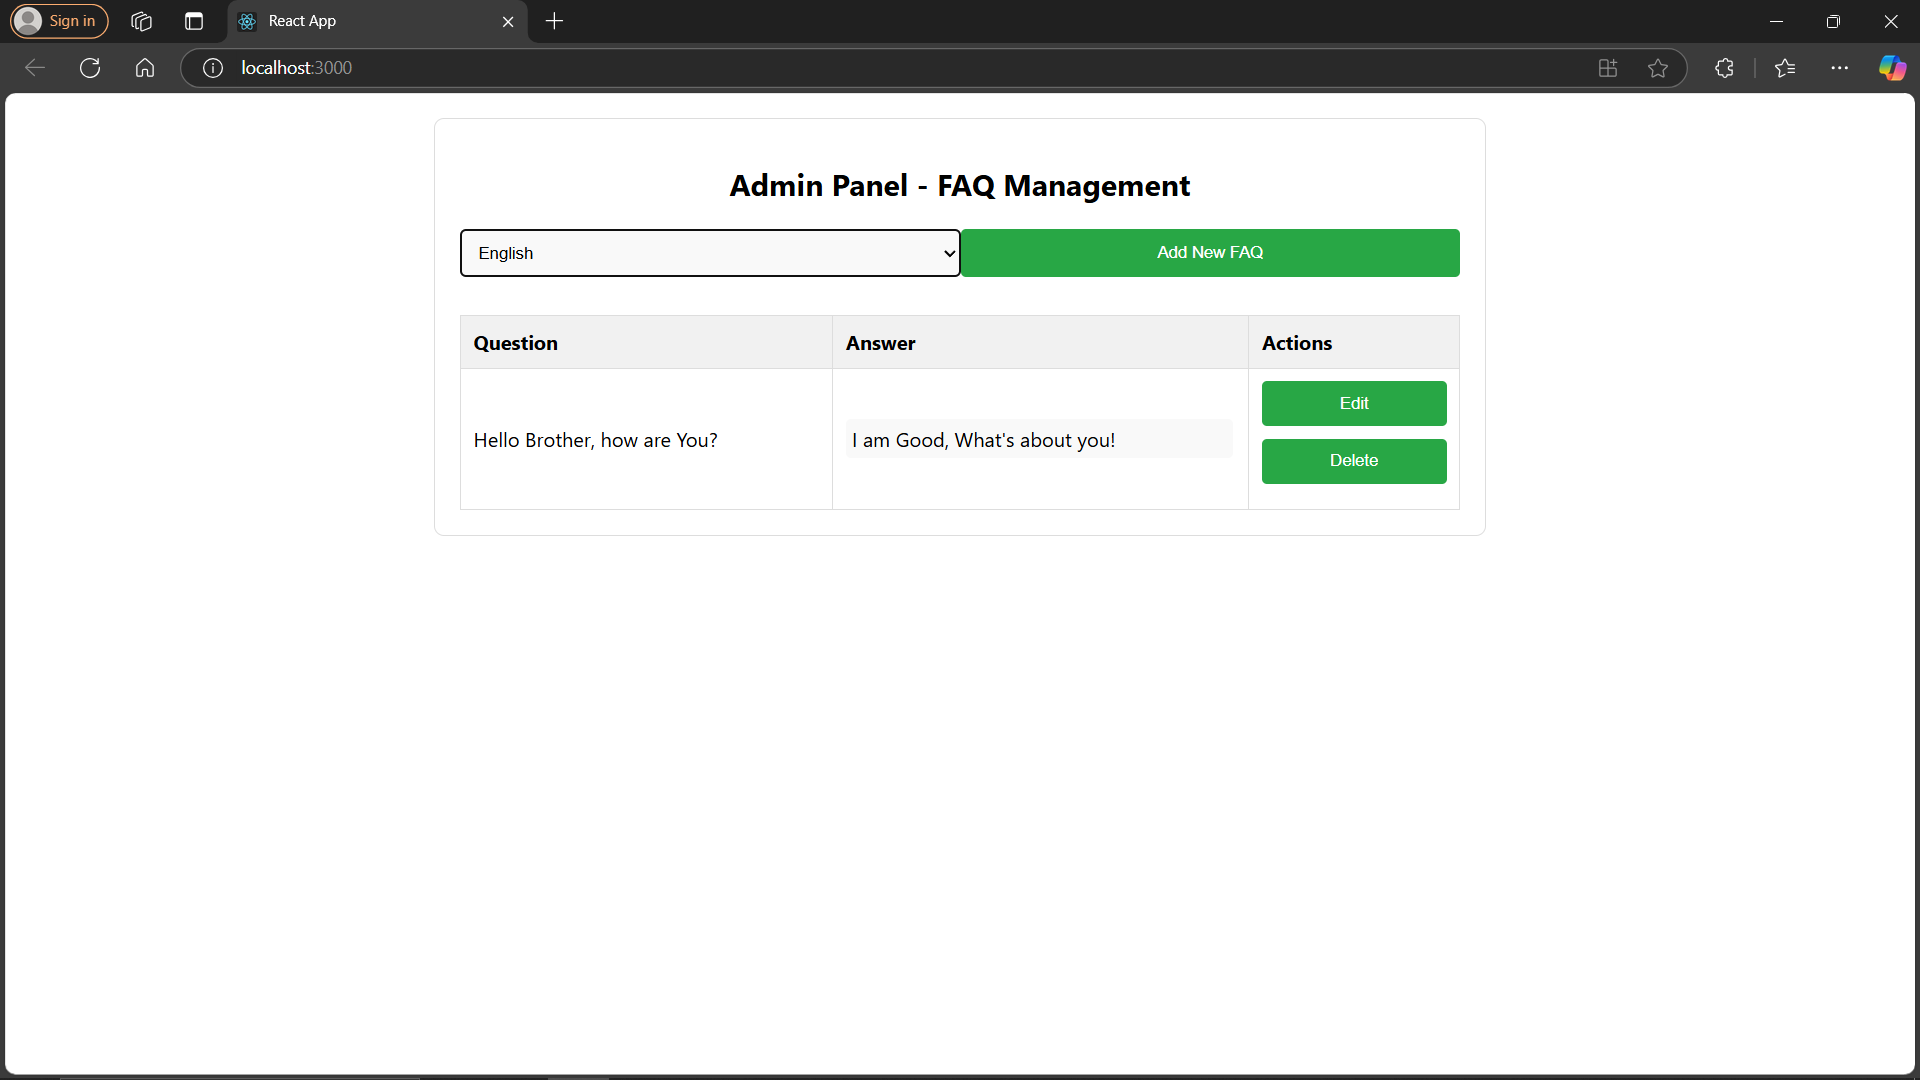 Sign in
React App
localhost:3000
Admin Panel - FAQ Management
English
Add New FAQ
Question Answer Actions
Hello Brother, how are You? I am Good, What's about you!
Edit
Delete